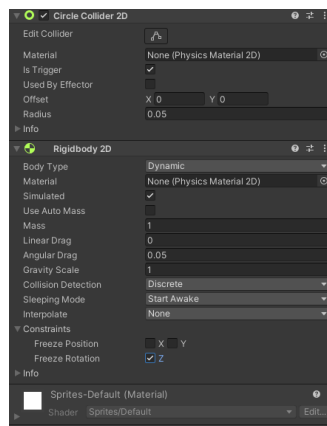 Circle Collider 2D
Edit Collider
Material None (Physics Material 2D)
Is Trigger
Used By Effector
Offset X 0 Y 0
Radius 0.05
Info
Rigidbody 2D
Body Type Dynamic
Material None (Physics Material 2D)
Simulated
Use Auto Mass
Mass 1
Linear Drag 0
Angular Drag 0.05
Gravity Scale 1
Collision Detection Discrete
Sleeping Mode Start Awake
Interpolate None
Constraints
Freeze Position X Y
Freeze Rotation Z
Info
Sprites-Default (Material)
Shader Sprites/Default Edit...